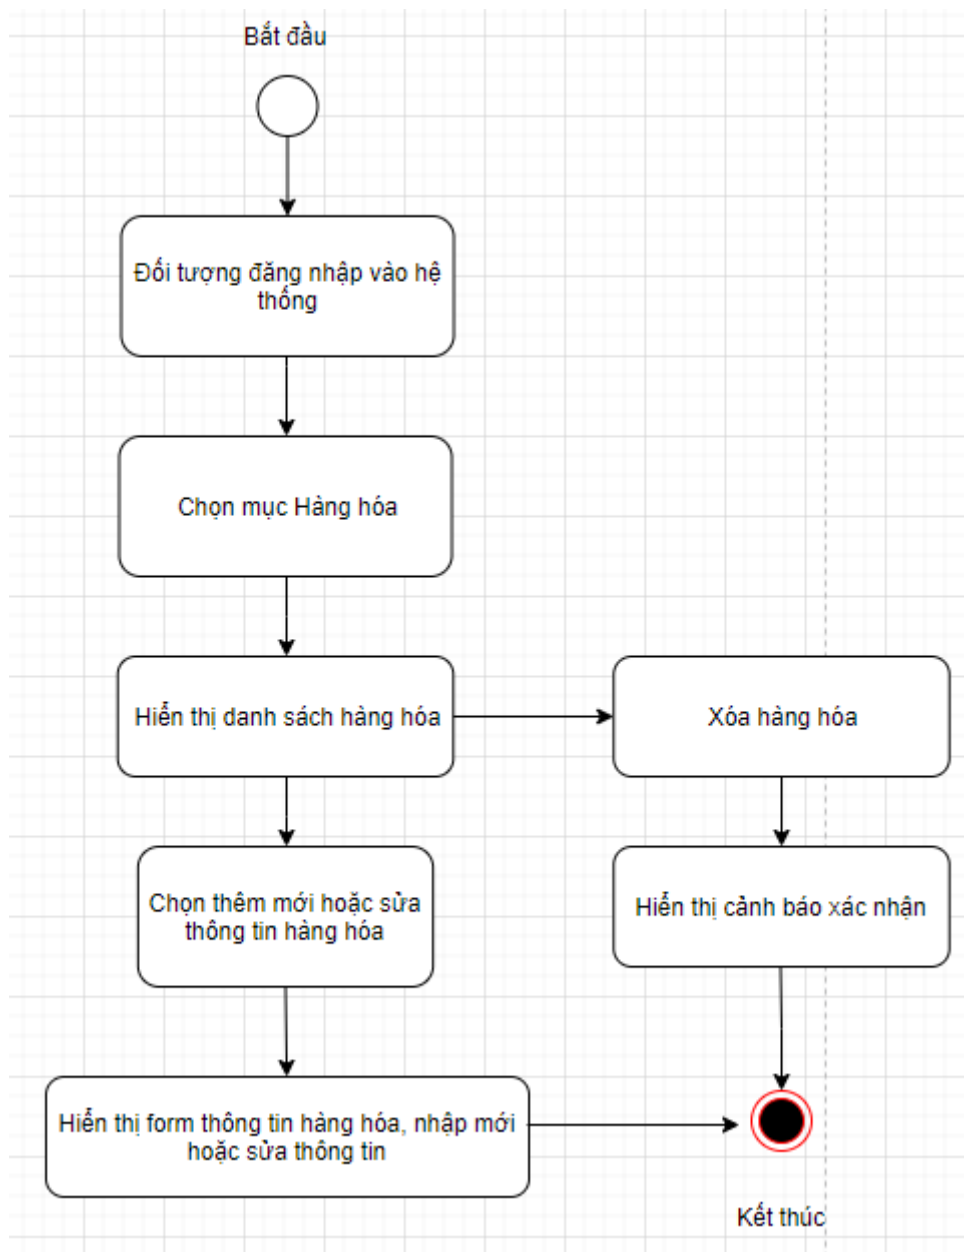 Bắt đầu
Đối tượng đăng nhập vào hệ
thống
Chọn mục Hàng hóa
Hiển thị danh sách hàng hóa
Xóa hàng hóa
Chọn thêm mới hoặc sửa
thông tin hàng hóa
Hiển thị cảnh báo xác nhận
Hiển thị form thông tin hàng hóa, nhập mới
hoặc sửa thông tin
Kết thúc